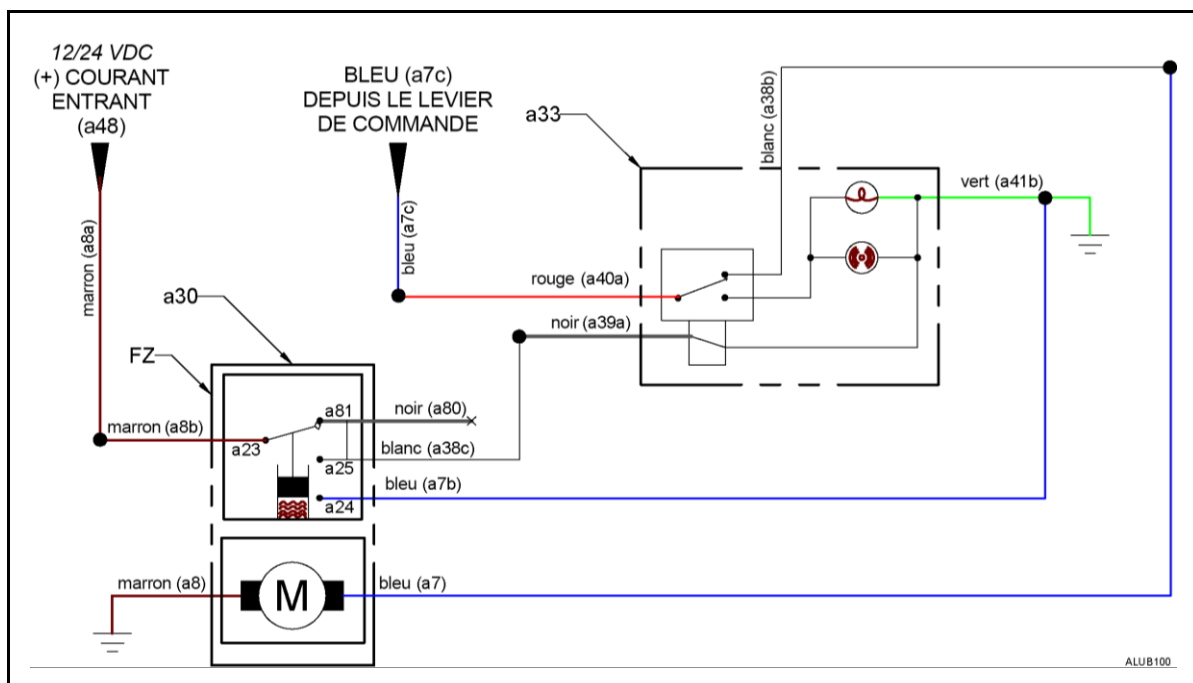 12/24 VDC
(+) COURANT
ENTRANT
(a48)
BLEU (a7c)
DEPUIS LE LEVIER
DE COMMANDE
a33
blanc (a38b)
vert (a41b)
marron (a8a)
bleu (a7c)
rouge (a40a)
noir (a39a)
a30
FZ
marron (a8b)
a23
a81
noir (a80)
blanc (a38c)
a25
bleu (a7b)
a24
marron (a8)
M
bleu (a7)
ALUB100